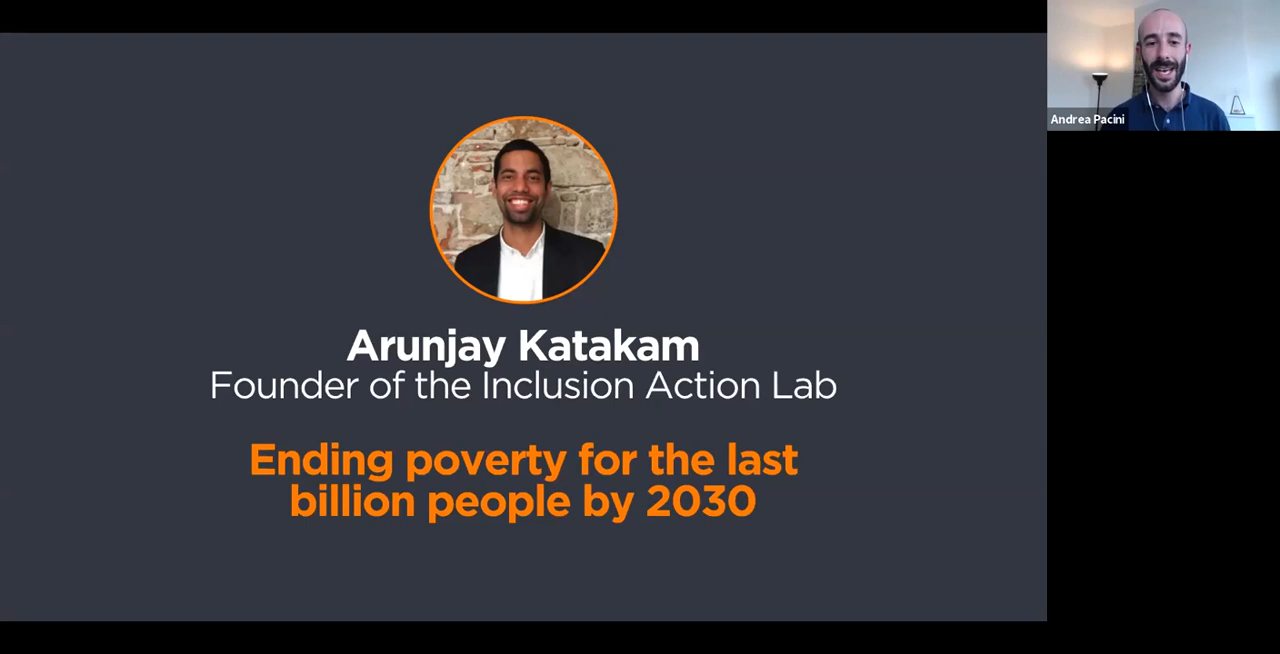 Andrea Pacini
Arunjay Katakam
Founder of the Inclusion Action Lab
Ending poverty for the last
billion people by 2030